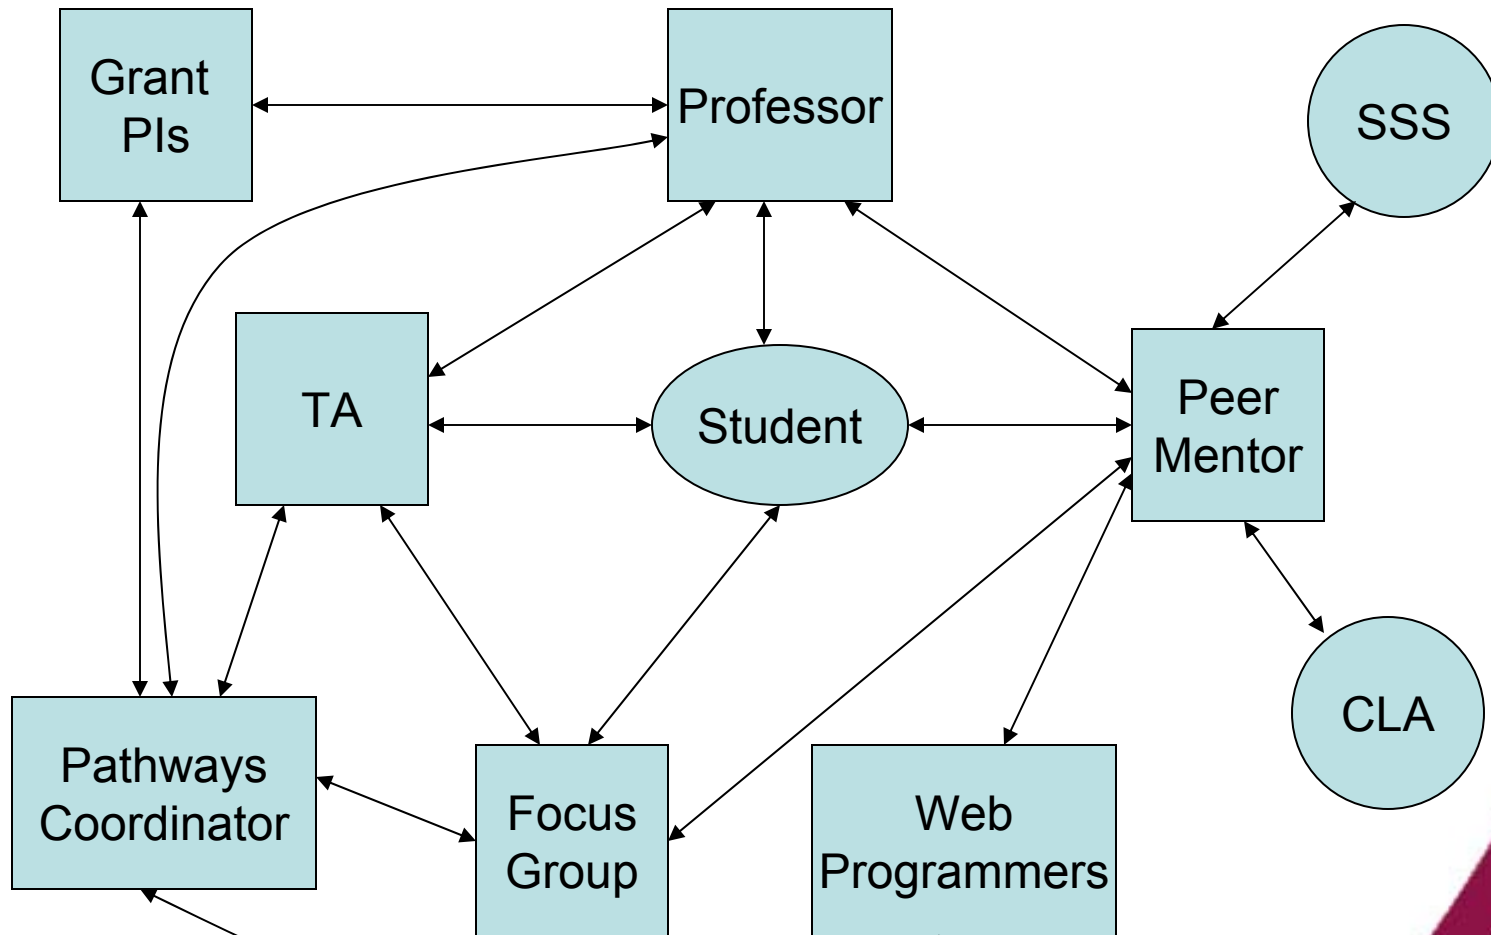 Grant
PIs
Professor
SSS
TA
Student
Peer
Mentor
Pathways
Coordinator
Focus
Group
Web
Programmers
CLA